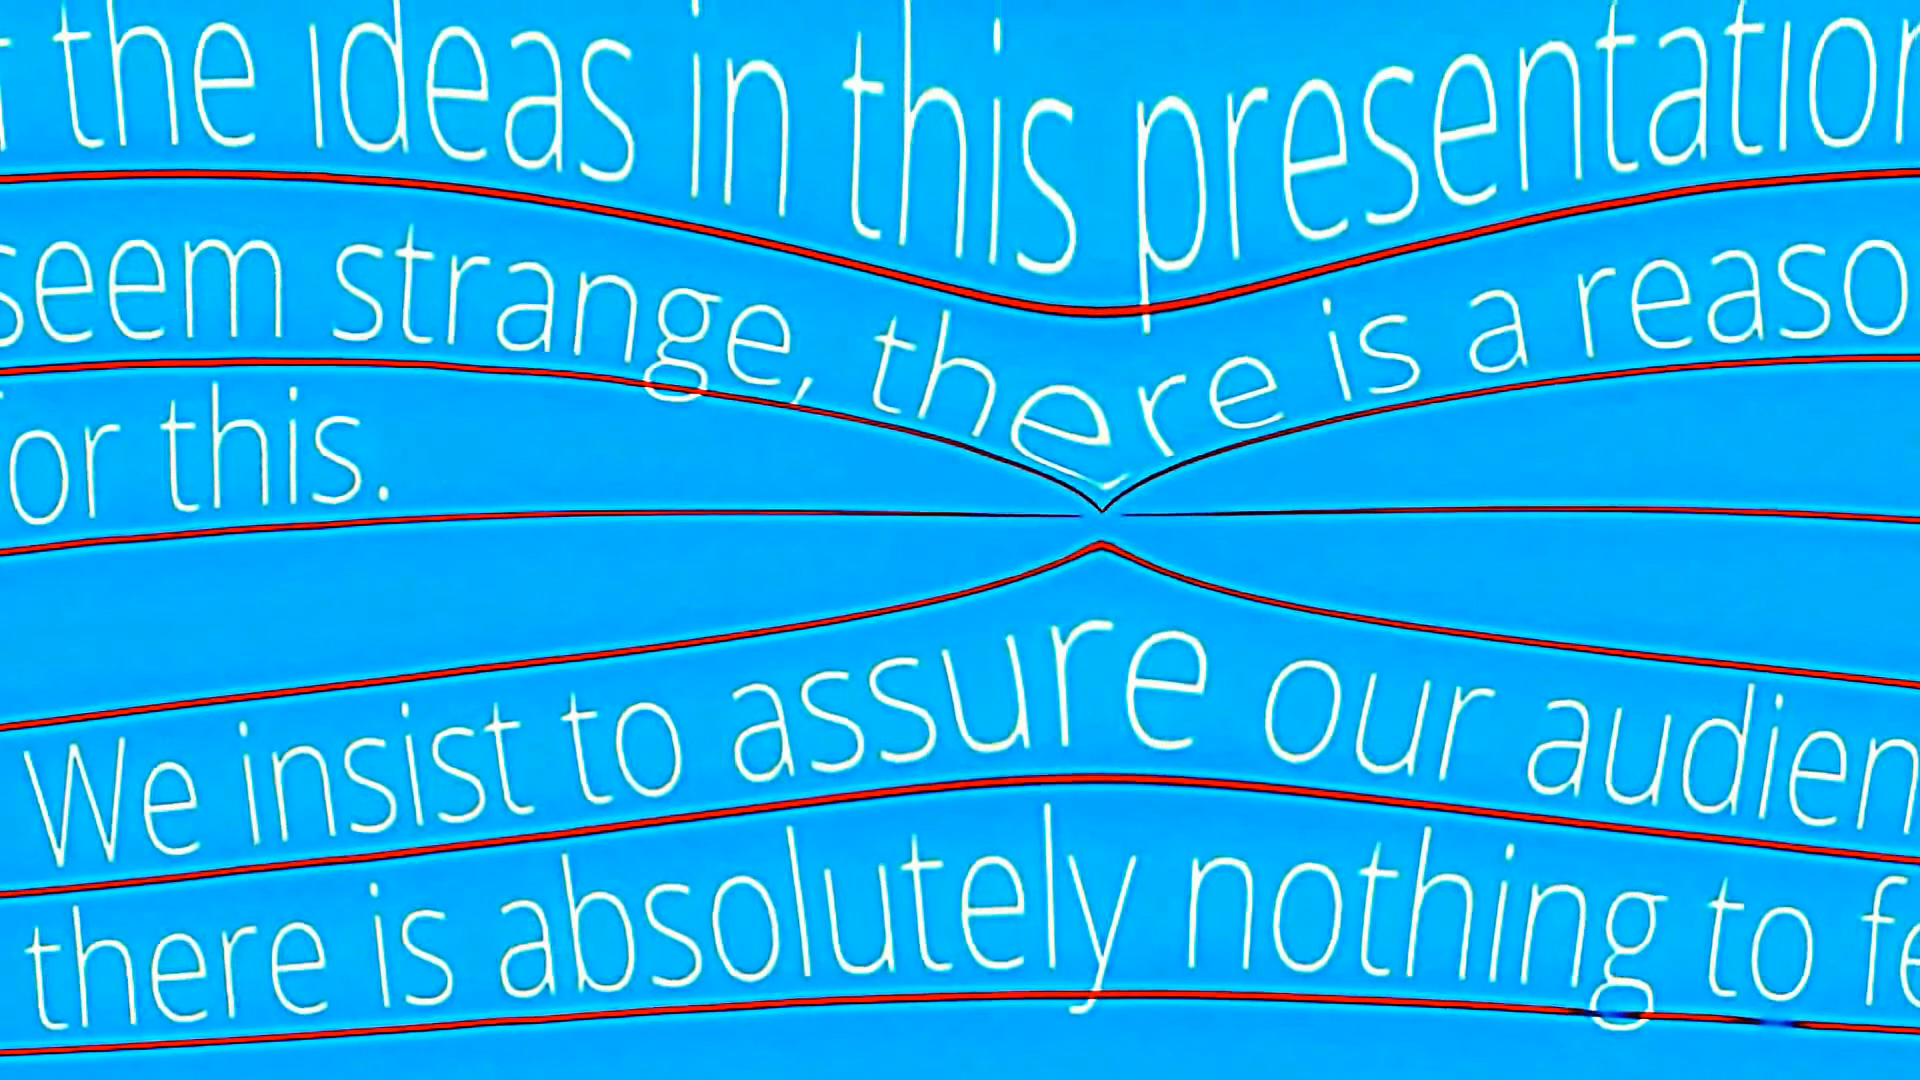 the ideas in this presentation
seem strange, there is a reaso
or this.
We insist to assure our audien
there is absolutely nothing to fe